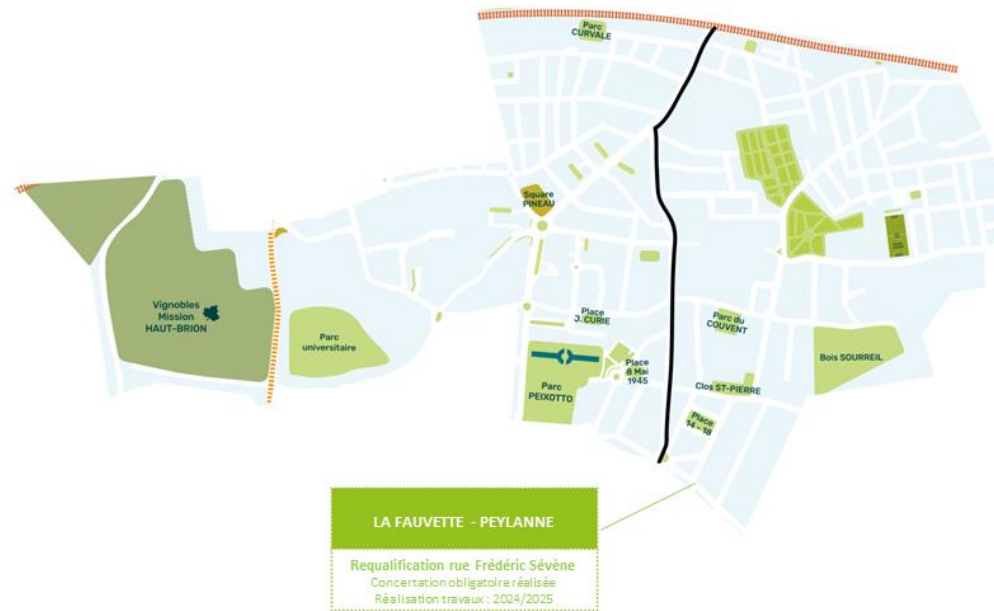 Parc
CURVALE
Square
PINEAU
Vignobles
Mission
HAUT-BRION
Parc
universitaire
Place
J. CURIE
Parc du
COUVENT
Bois SOURREIL
Place
8 Mai
1945
Parc
PEIXOTTO
Clos ST-PIERRE
Place
14 - 18
LA FAUVETTE - PEYLANNE
Requalification rue Frédéric Sévène
Concertation obligatoire réalisée
Réalisation travaux : 2024/2025